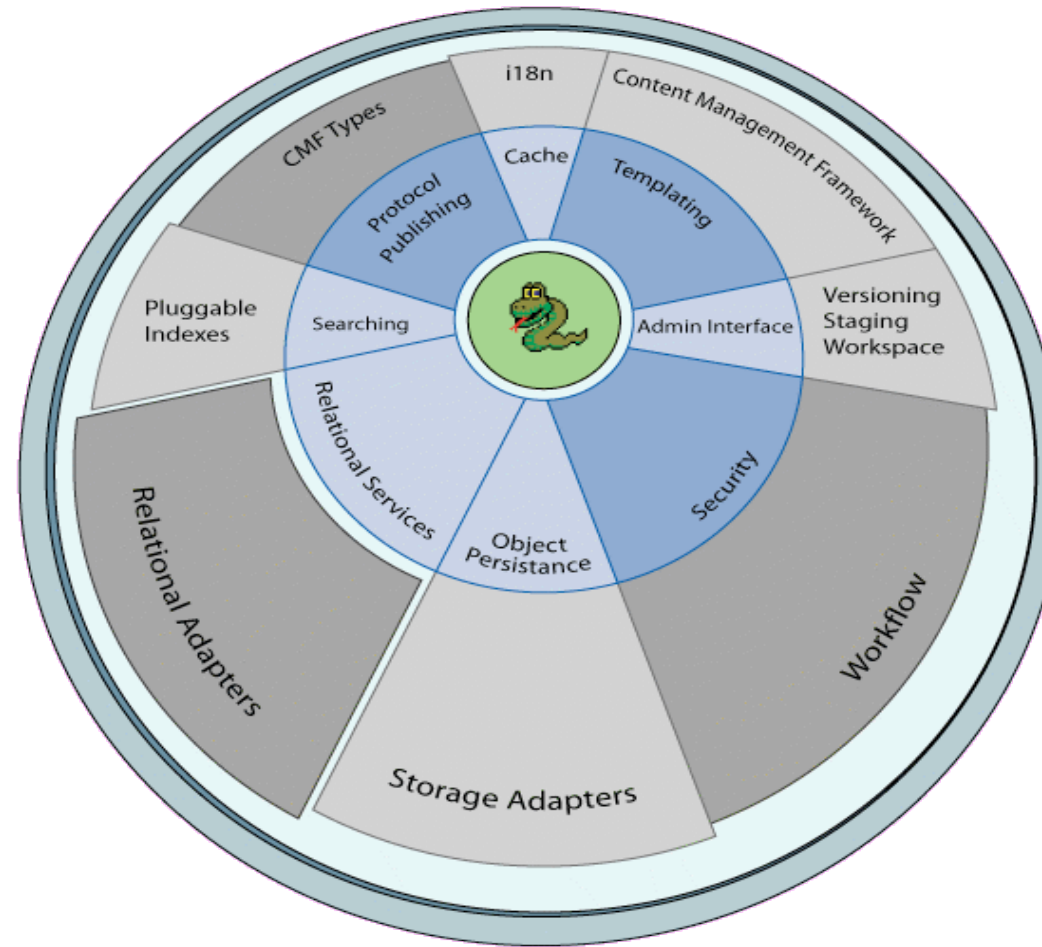 i18n
Content Management Framework
CMF Types
Cache
Templating
Protocol
Publishing
Pluggable
Indexes
Searching
Admin Interface
Versioning
Staging
Workspace
Relational Services
Security
Object
Persistance
Relational Adapters
Workflow
Storage Adapters